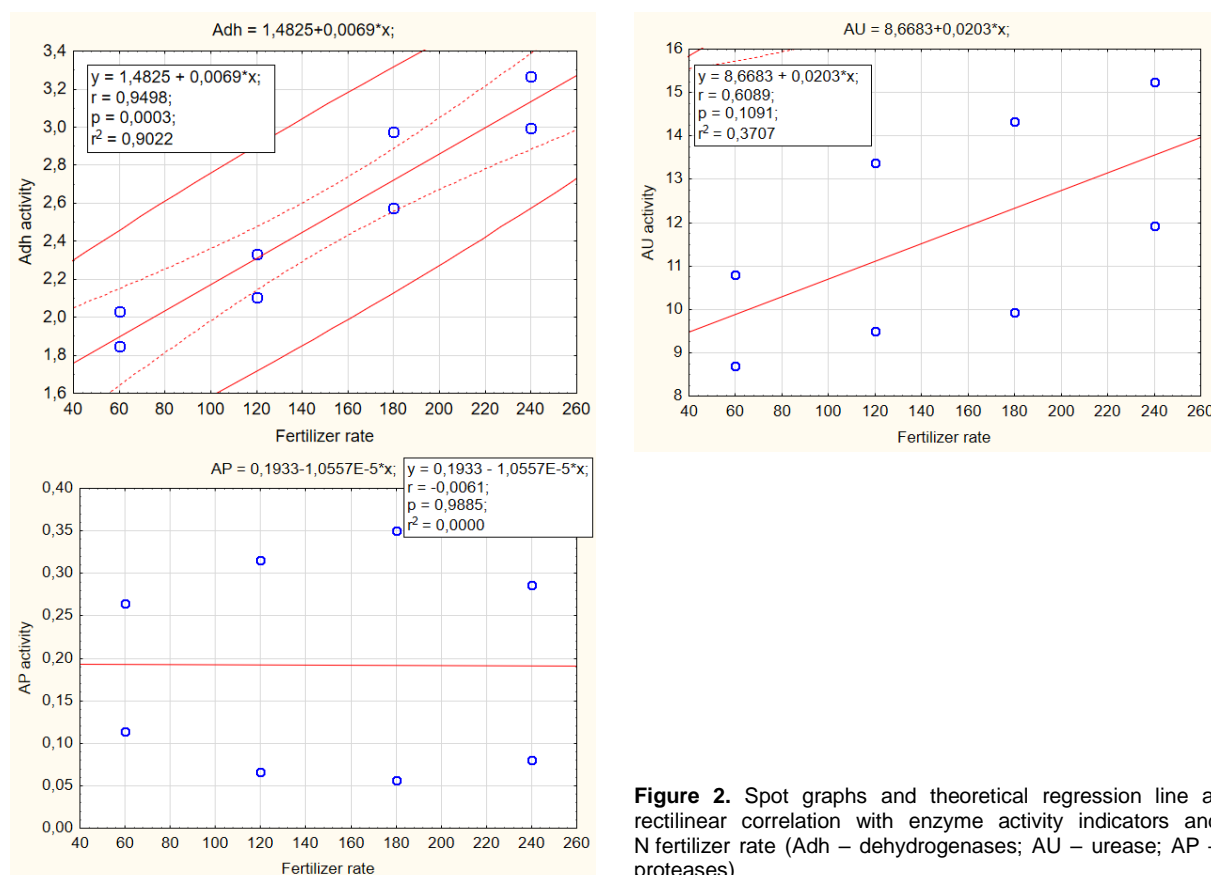 Adh = 1,4825+0,0069*x;
y = 1,4825 + 0,0069*x;
r = 0,9498;
p = 0,0003;
r² = 0,9022
3,4
3,2
3,0
2,8
2,6
2,4
2,2
2,0
1,8
1,6
Adh activity
40 60 80 100 120 140 160 180 200 220 240 260
Fertilizer rate
AU = 8,6683+0,0203*x;
y = 8,6683 + 0,0203*x;
r = 0,6089;
p = 0,1091;
r² = 0,3707
16
15
14
13
12
11
10
9
8
AU activity
40 60 80 100 120 140 160 180 200 220 240 260
Fertilizer rate
AP = 0,1933-1,0557E-5*x;
y = 0,1933 - 1,0557E-5*x;
r = -0,0061;
p = 0,9885;
r² = 0,0000
0,40
0,35
0,30
0,25
0,20
0,15
0,10
0,05
0,00
AP activity
40 60 80 100 120 140 160 180 200 220 240 260
Fertilizer rate
Figure 2. Spot graphs and theoretical regression line a
rectilinear correlation with enzyme activity indicators and
N fertilizer rate (Adh – dehydrogenases; AU – urease; AP –
proteases)